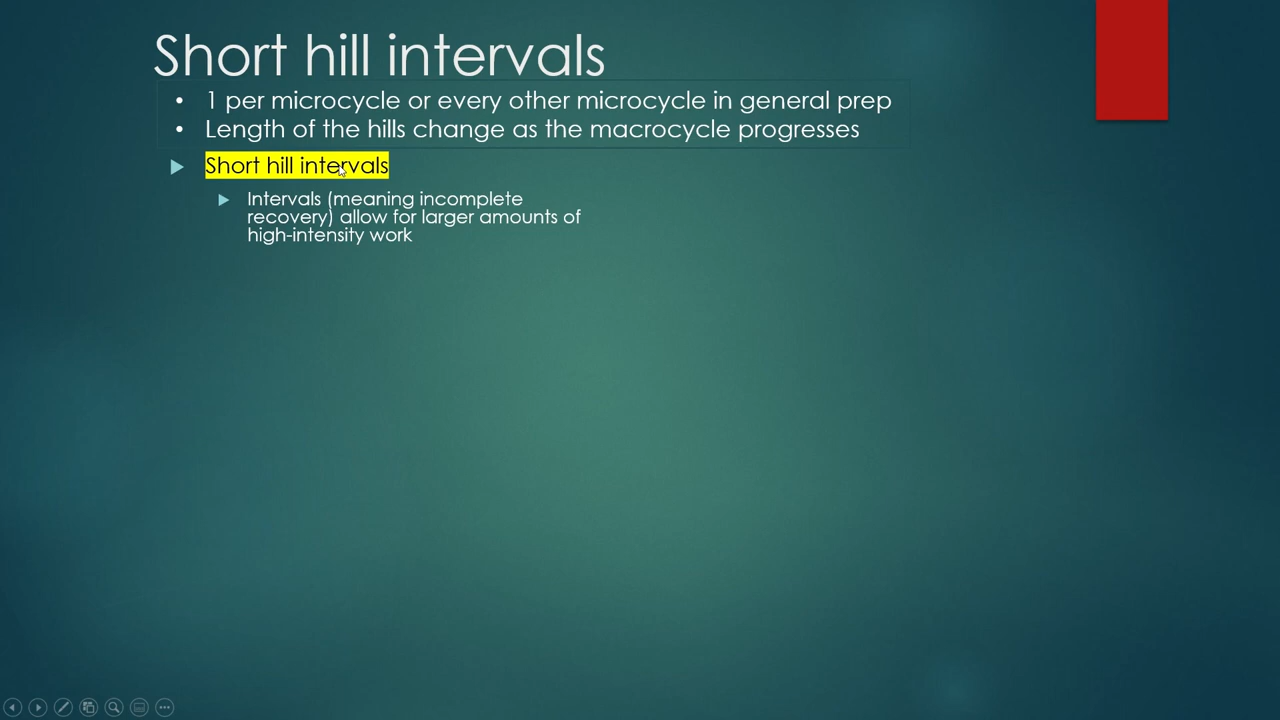 Short hill intervals
• 1 per microcycle or every other microcycle in general prep
• Length of the hills change as the macrocycle progresses
Short hill intervals
Intervals (meaning incomplete
recovery) allow for larger amounts of
high-intensity work